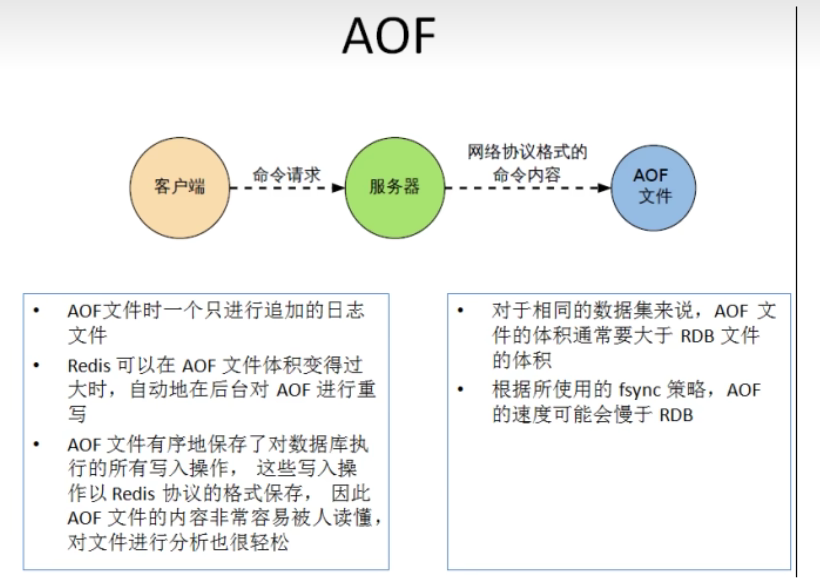 AOF
客户端
命令请求
服务器
网络协议格式的
命令内容
AOF
文件
• AOF文件时一个只进行追加的日志
文件
• Redis 可以在 AOF 文件体积变得过
大时，自动地在后台对 AOF 进行重
写
• AOF 文件有序地保存了对数据库执
行的所有写入操作， 这些写入操
作以 Redis 协议的格式保存， 因此
AOF 文件的内容非常容易被人读懂，
对文件进行分析也很轻松
• 对于相同的数据集来说，AOF 文
件的体积通常要大于 RDB 文件
的体积
• 根据所使用的 fsync 策略，AOF
的速度可能会慢于 RDB